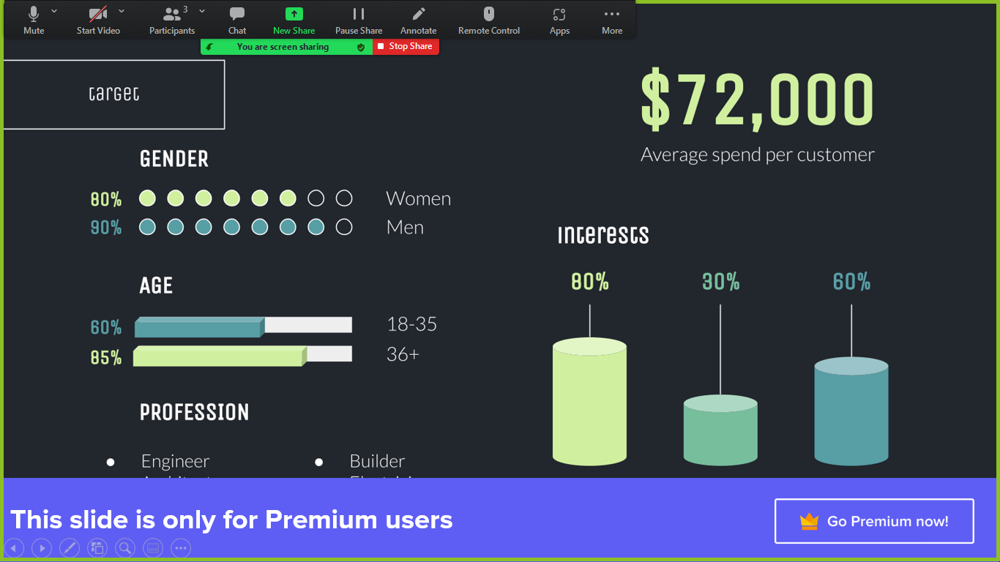 3
Mute
Start Video
Participants
Chat
New Share
Pause Share
Annotate
Remote Control
Apps
More
You are screen sharing
Stop Share
target
$72,000
Average spend per customer
GENDER
80% Women
90% Men
AGE
60% 18-35
85% 36+
PROFESSION
Engineer
Builder
Interests
80% 30% 60%
This slide is only for Premium users
Go Premium now!